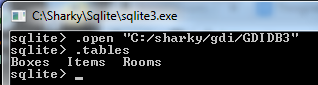 C:\Sharky\Sqlite\sqlite3.exe
sqlite> .open "C:/sharky/gdi/GDIDB3"
sqlite> .tables
Boxes  Items  Rooms
sqlite> _